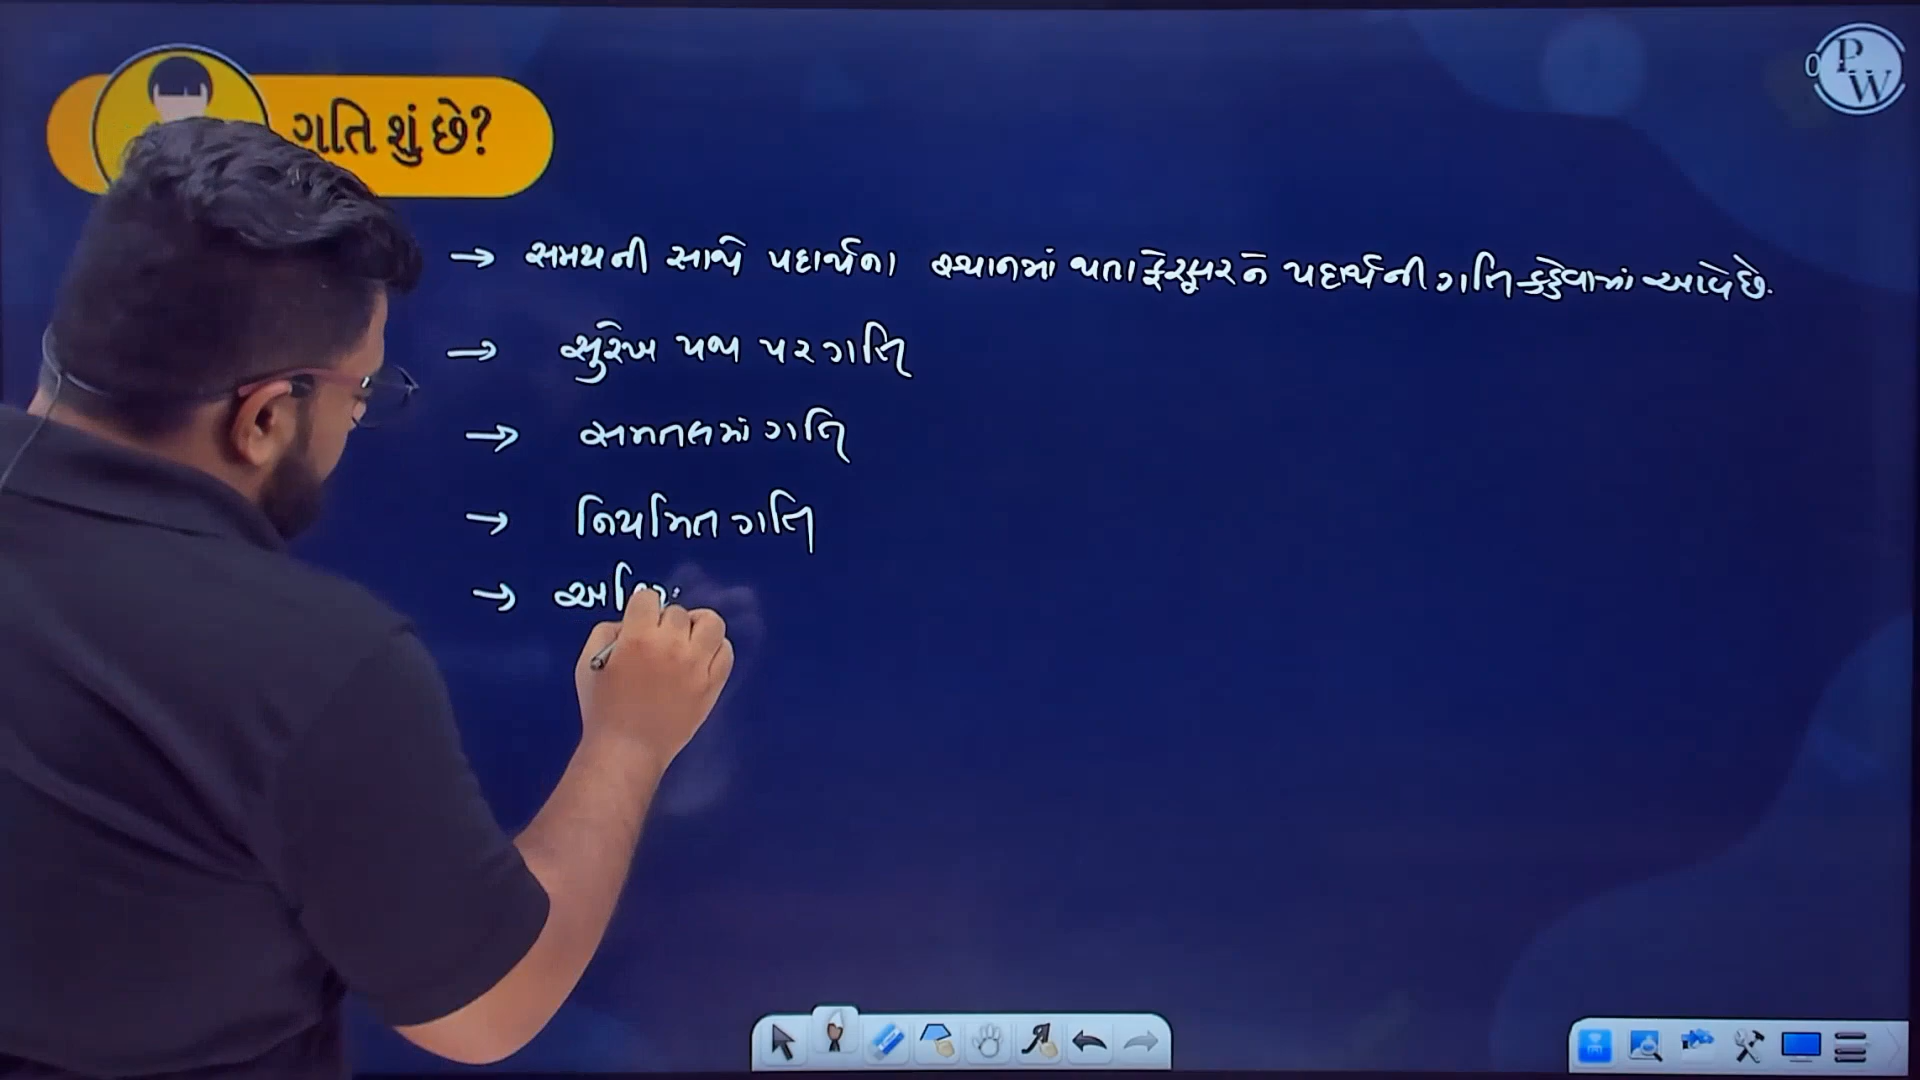 ગતિ શું છે?
PW
→ સમયની સાથે પદાર્થના સ્થાનમાં થતા ફેરફારને પદાર્થની ગતિ કહેવામાં આવે છે.
→ સુરેખ પથ પર ગતિ
→ સમતલમાં ગતિ
→ નિયમિત ગતિ
→